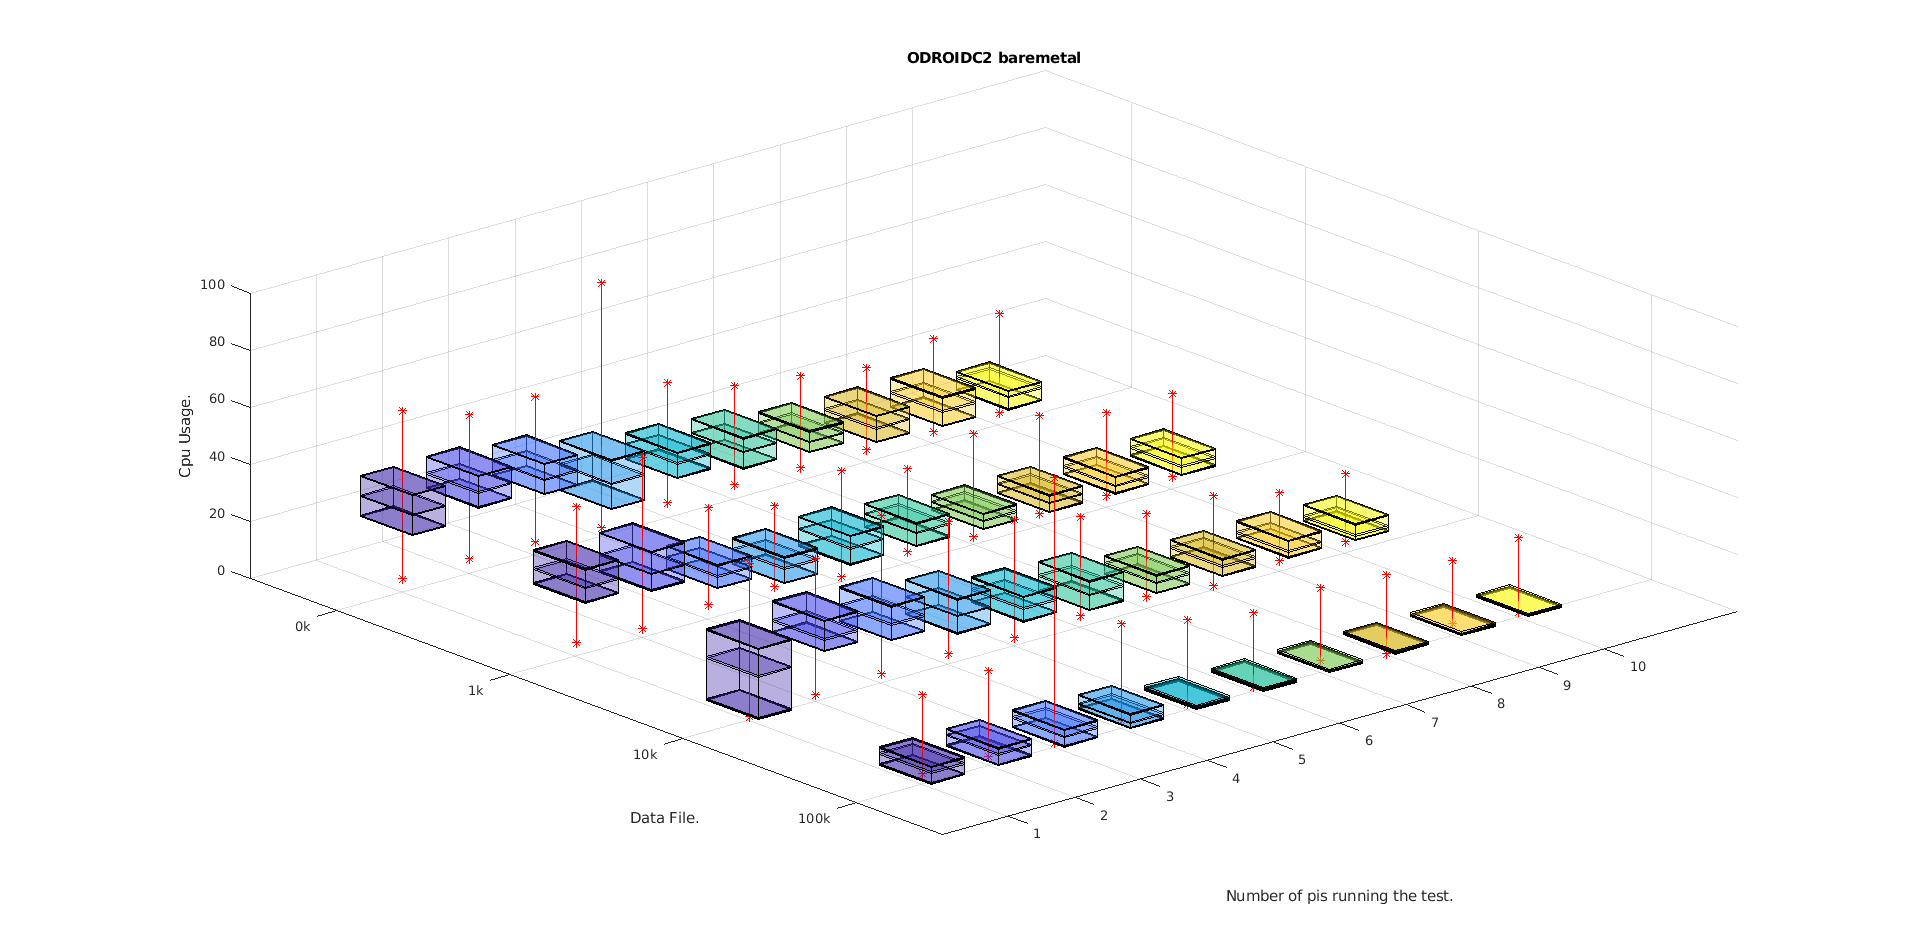 ODROIDC2 baremetal
100
80
60
40
20
0
Cpu Usage.
0k
1k
10k
100k
Data File.
1
2
3
4
5
6
7
8
9
10
Number of pis running the test.